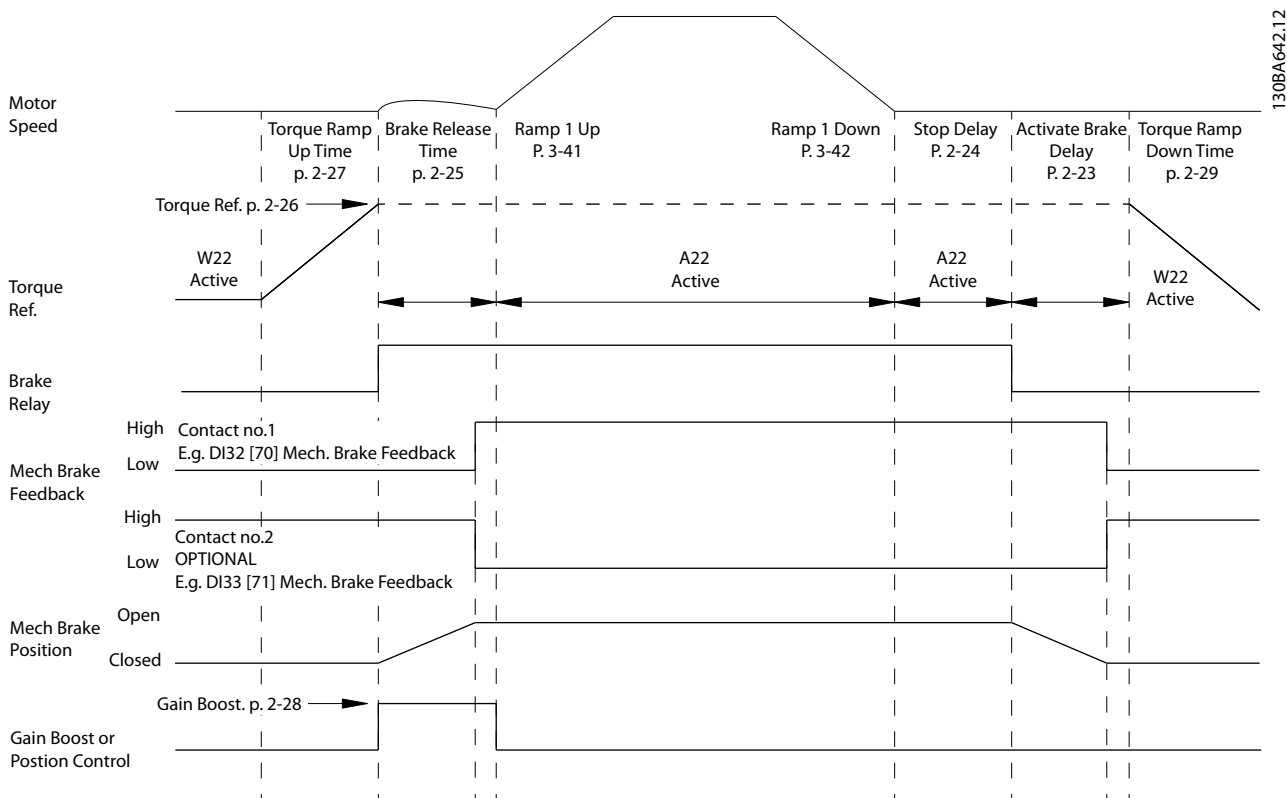 130BA642.12
Motor
Speed
Torque Ramp
Up Time
p. 2-27
Brake Release
Time
p. 2-25
Ramp 1 Up
P. 3-41
Ramp 1 Down
P. 3-42
Stop Delay
P. 2-24
Activate Brake
Delay
P. 2-23
Torque Ramp
Down Time
p. 2-29
Torque Ref. p. 2-26
W22
Active
A22
Active
A22
Active
W22
Active
Torque
Ref.
Brake
Relay
High
Contact no.1
E.g. DI32 [70] Mech. Brake Feedback
Low
Mech Brake
Feedback
High
Contact no.2
Low
OPTIONAL
E.g. DI33 [71] Mech. Brake Feedback
Open
Mech Brake
Position
Closed
Gain Boost. p. 2-28
Gain Boost or
Postion Control